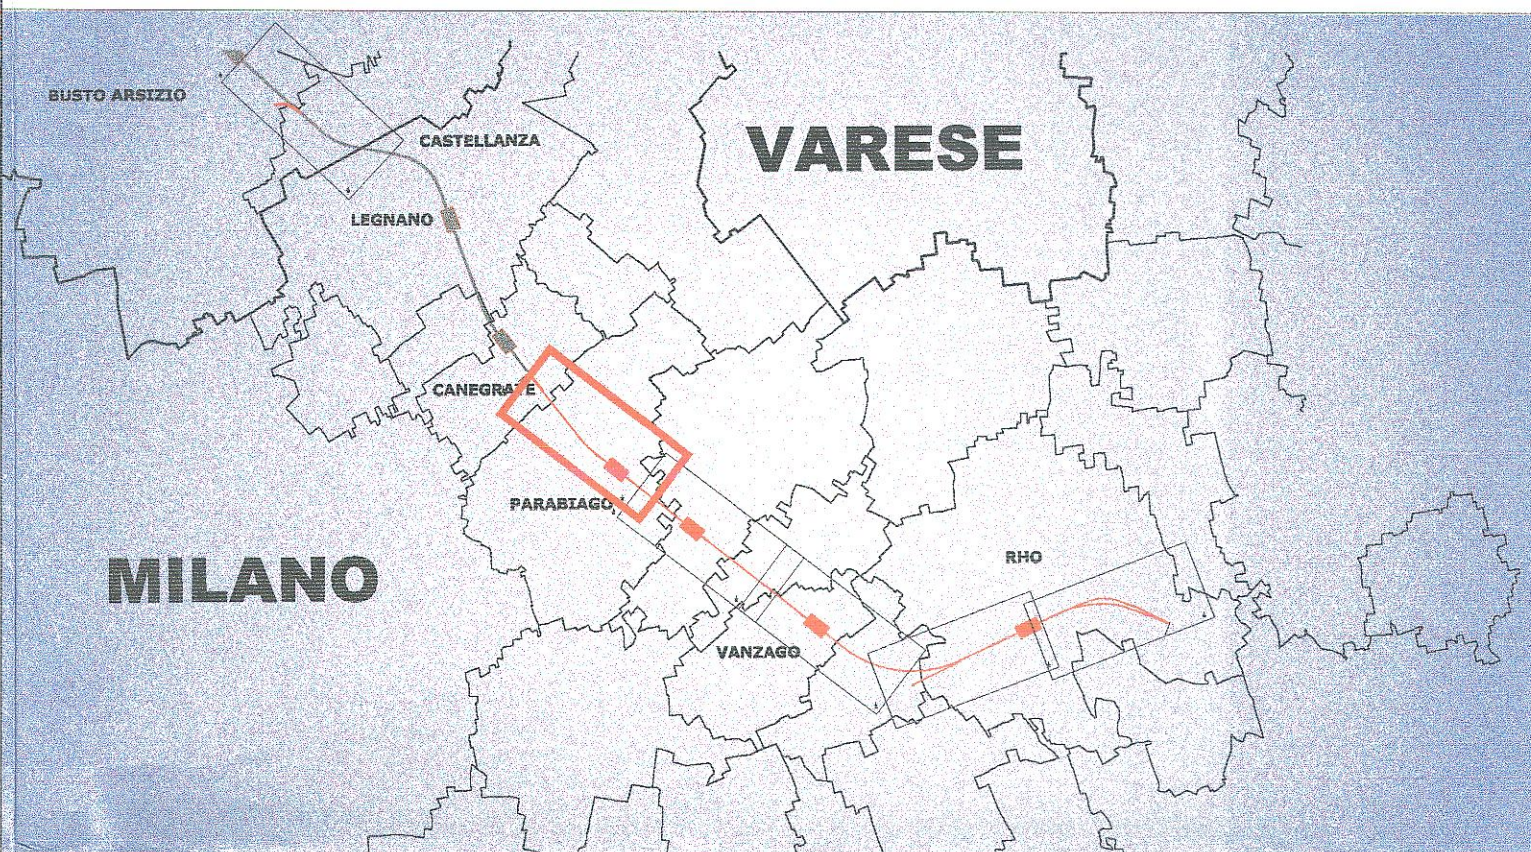 BUSTO ARSIZIO
CASTELLANZA
VARESE
LEGNANO
CANEGRATE
PARABIAGO
RHO
MILANO
VANZAGO